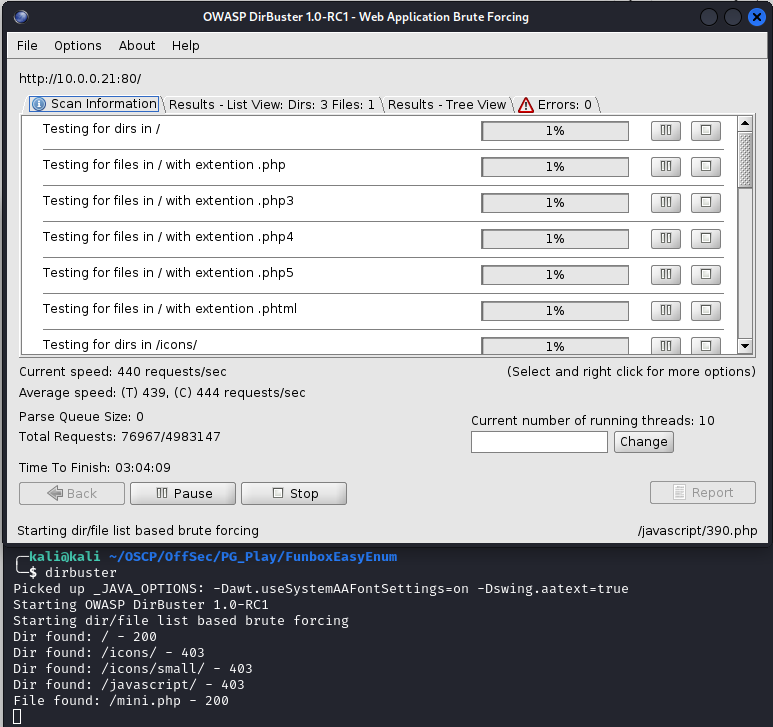 OWASP DirBuster 1.0-RC1 - Web Application Brute Forcing
File Options About Help
http://10.0.0.21:80/
Scan Information Results - List View: Dirs: 3 Files: 1 Results - Tree View Errors: 0
Testing for dirs in / 1%
Testing for files in / with extention .php 1%
Testing for files in / with extention .php3 1%
Testing for files in / with extention .php4 1%
Testing for files in / with extention .php5 1%
Testing for files in / with extention .phtml 1%
Testing for dirs in /icons/ 1%
Current speed: 440 requests/sec (Select and right click for more options)
Average speed: (T) 439, (C) 444 requests/sec
Parse Queue Size: 0
Current number of running threads: 10
Total Requests: 76967/4983147
Change
Time To Finish: 03:04:09
Back Pause Stop Report
Starting dir/file list based brute forcing /javascript/390.php
kali@kali ~/OSCP/OffSec/PG_Play/FunboxEasyEnum
$ dirbuster
Picked up _JAVA_OPTIONS: -Dawt.useSystemAAFontSettings=on -Dswing.aatext=true
Starting OWASP DirBuster 1.0-RC1
Starting dir/file list based brute forcing
Dir found: / - 200
Dir found: /icons/ - 403
Dir found: /icons/small/ - 403
Dir found: /javascript/ - 403
File found: /mini.php - 200